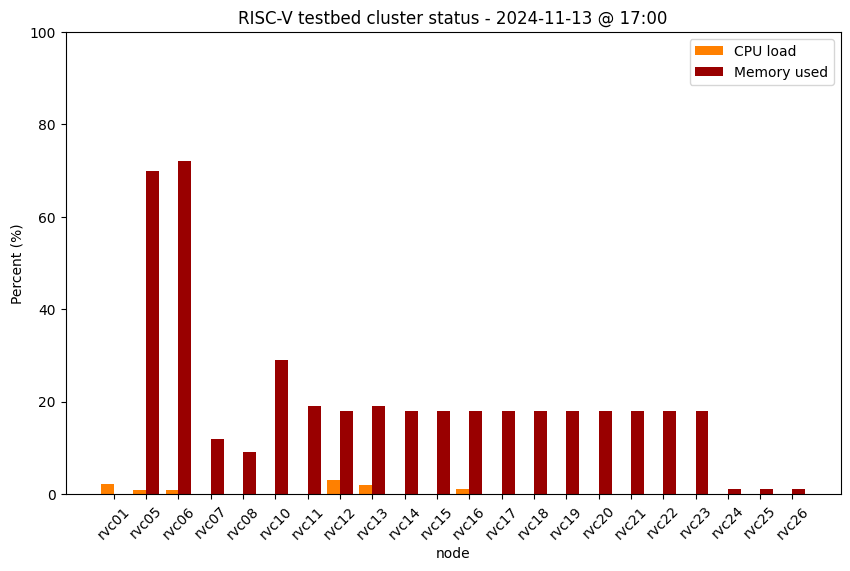 RISC-V testbed cluster status - 2024-11-13 @ 17:00
CPU load
Memory used
Percent (%)
100
80
60
40
20
0
rvc01
rvc05
rvc06
rvc07
rvc08
rvc10
rvc11
rvc12
rvc13
rvc14
rvc15
rvc16
rvc17
rvc18
rvc19
rvc20
rvc21
rvc22
rvc23
rvc24
rvc25
rvc26
node